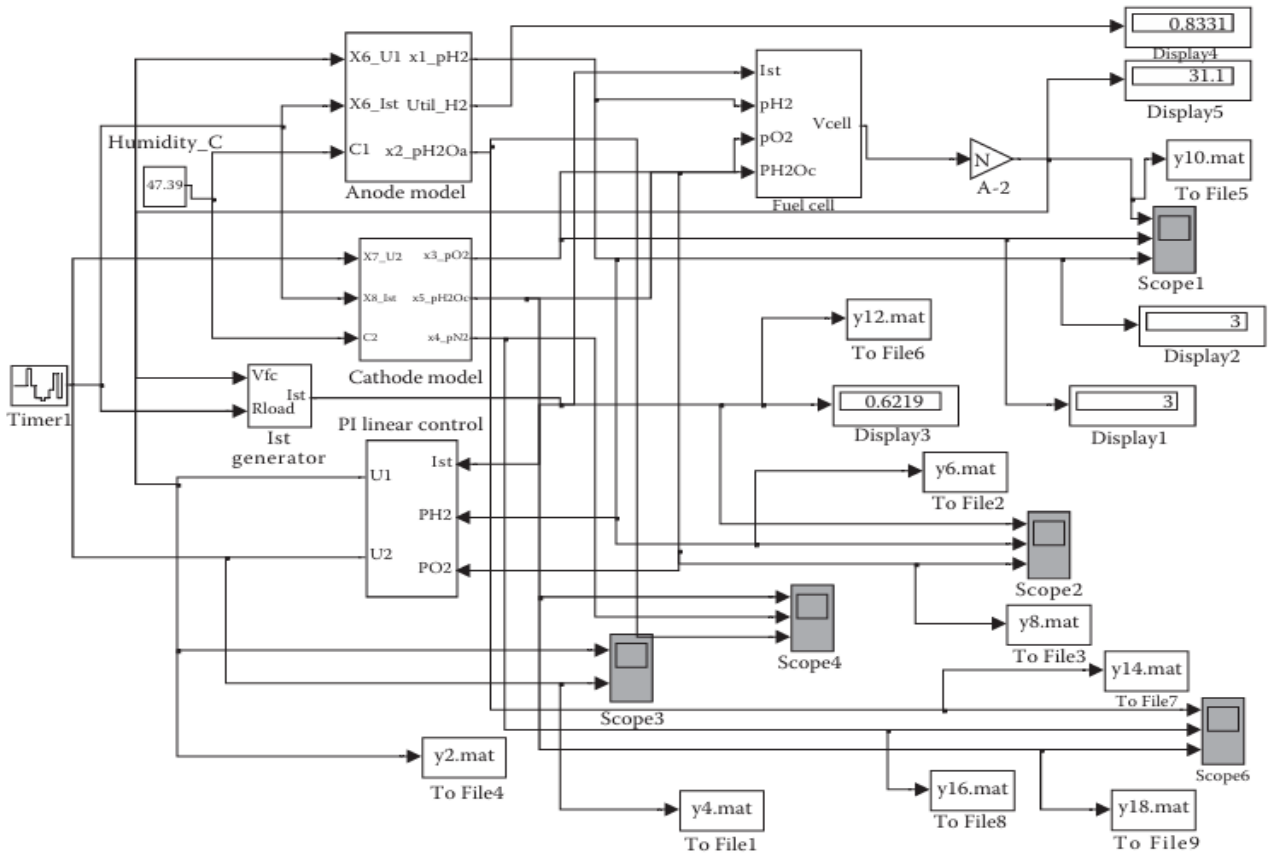 0.8331
Display4
31.1
Display5
X6_U1 x1_pH2
X6_Ist Util_H2
C1 x2_pH2Oa
Anode model
Ist
pH2
pO2
PH2Oc
Vcell
Fuel cell
N
A-2
y10.mat
To File5
Humidity_C
47.39
Scope1
X7_U2 x3_pO2
X8_Ist x5_pH2Oc
C2 x4_pN2
Cathode model
y12.mat
To File6
3
Display2
Timer1
Vfc
Ist
Rload
Ist
generator
0.6219
Display3
3
Display1
PI linear control
Ist
U1
PH2
U2
PO2
y6.mat
To File2
Scope2
y8.mat
To File3
Scope4
Scope3
y14.mat
To File7
Scope6
y2.mat
To File4
y4.mat
To File1
y16.mat
To File8
y18.mat
To File9